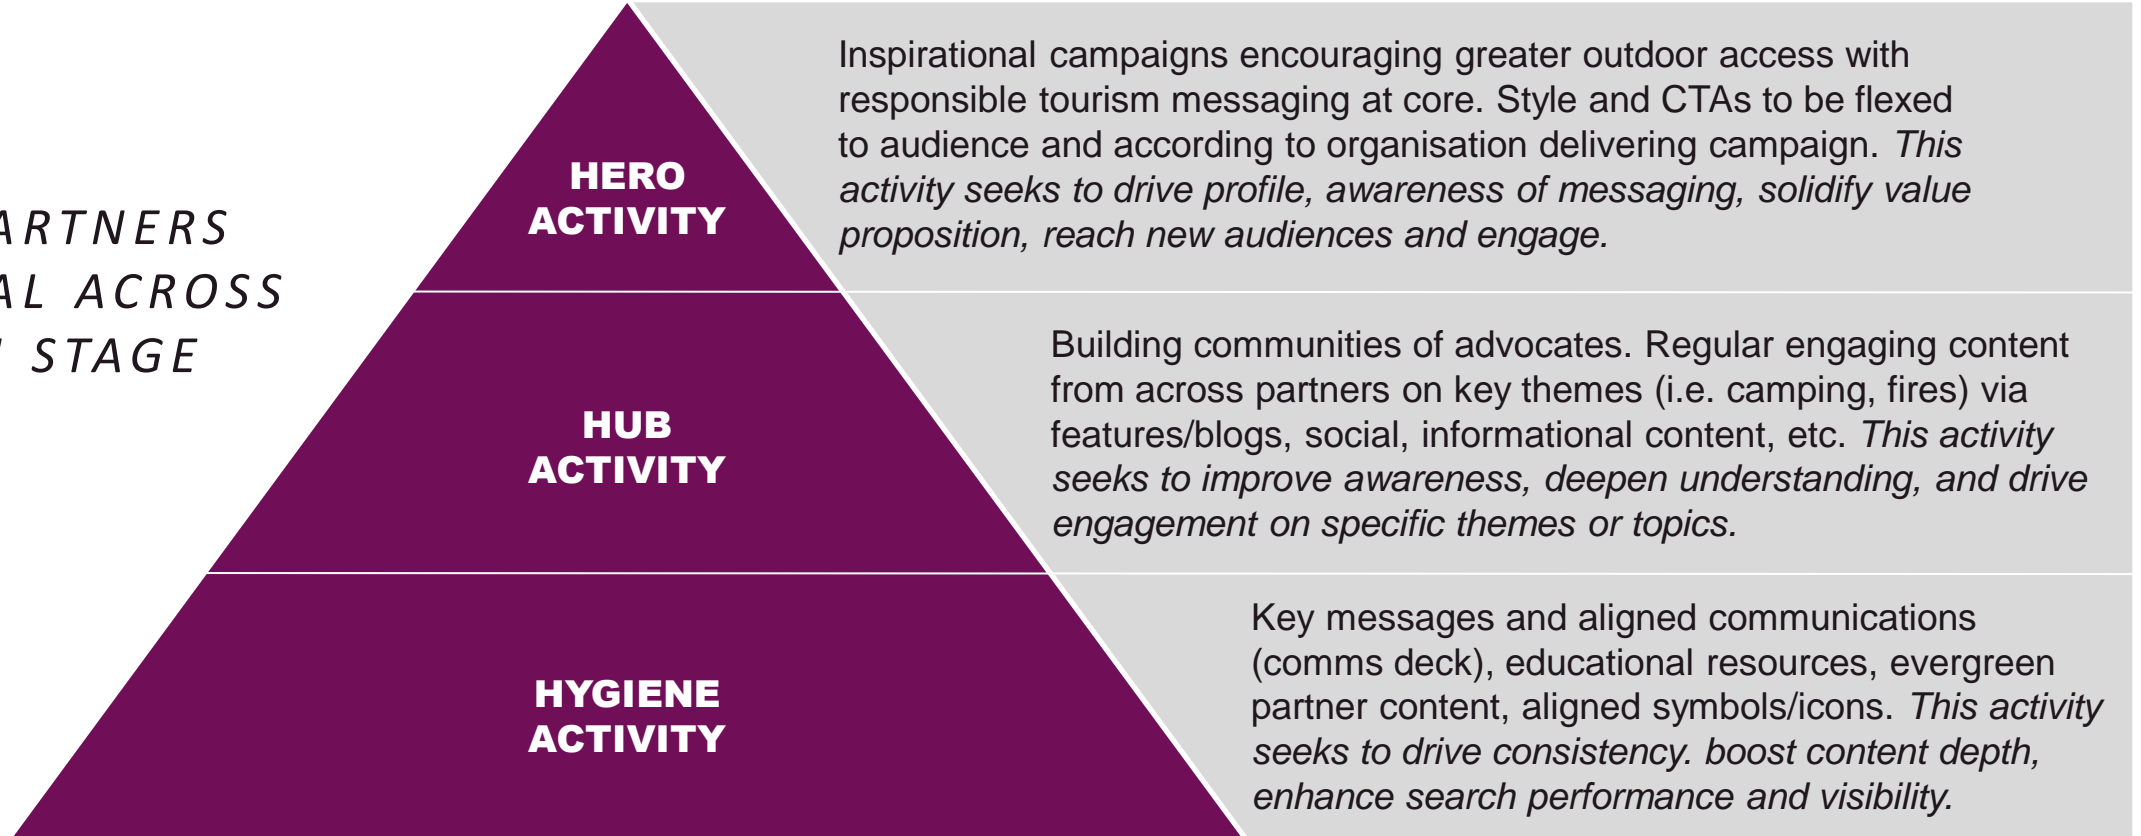 ARTNERS
AL ACROSS
STAGE
HERO
ACTIVITY
Inspirational campaigns encouraging greater outdoor access with
responsible tourism messaging at core. Style and CTAs to be flexed
to audience and according to organisation delivering campaign. This
activity seeks to drive profile, awareness of messaging, solidify value
proposition, reach new audiences and engage.
HUB
ACTIVITY
Building communities of advocates. Regular engaging content
from across partners on key themes (i.e. camping, fires) via
features/blogs, social, informational content, etc. This activity
seeks to improve awareness, deepen understanding, and drive
engagement on specific themes or topics.
HYGIENE
ACTIVITY
Key messages and aligned communications
(comms deck), educational resources, evergreen
partner content, aligned symbols/icons. This activity
seeks to drive consistency. boost content depth,
enhance search performance and visibility.